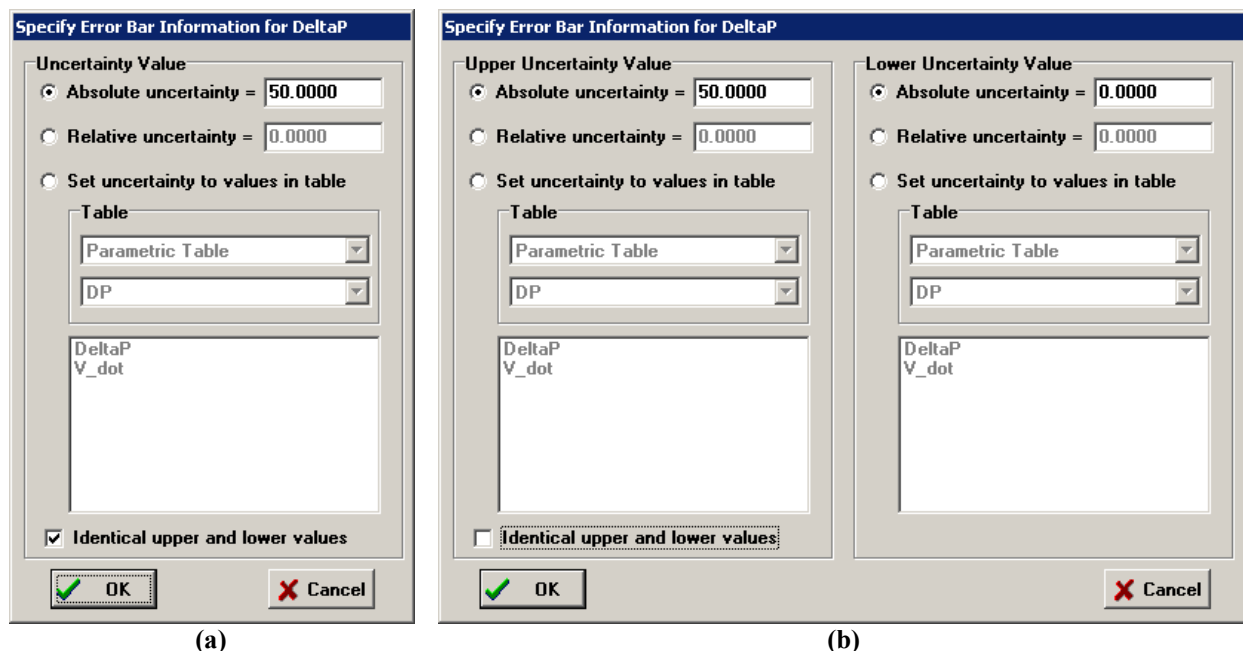 Specify Error Bar Information for DeltaP
Uncertainty Value
Absolute uncertainty = 50.0000
Relative uncertainty = 0.0000
Set uncertainty to values in table
Table
Parametric Table
DP
DeltaP
V_dot
Identical upper and lower values
OK Cancel
(a)
Specify Error Bar Information for DeltaP
Upper Uncertainty Value
Absolute uncertainty = 50.0000
Relative uncertainty = 0.0000
Set uncertainty to values in table
Table
Parametric Table
DP
DeltaP
V_dot
Identical upper and lower values
Lower Uncertainty Value
Absolute uncertainty = 0.0000
Relative uncertainty = 0.0000
Set uncertainty to values in table
Table
Parametric Table
DP
DeltaP
V_dot
OK Cancel
(b)